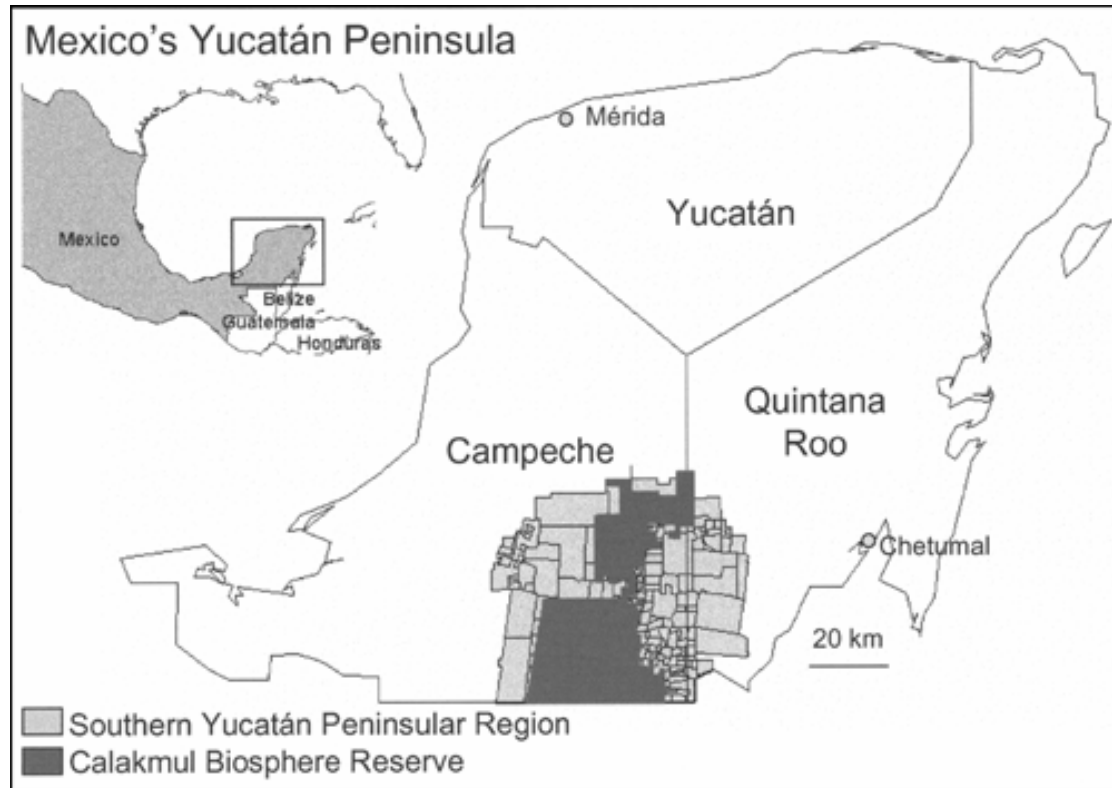 Mexico's Yucatán Peninsula
Mérida
Yucatán
Mexico
Belize
Guatemala
Honduras
Quintana
Roo
Campeche
Chetumal
20 km
Southern Yucatán Peninsular Region
Calakmul Biosphere Reserve